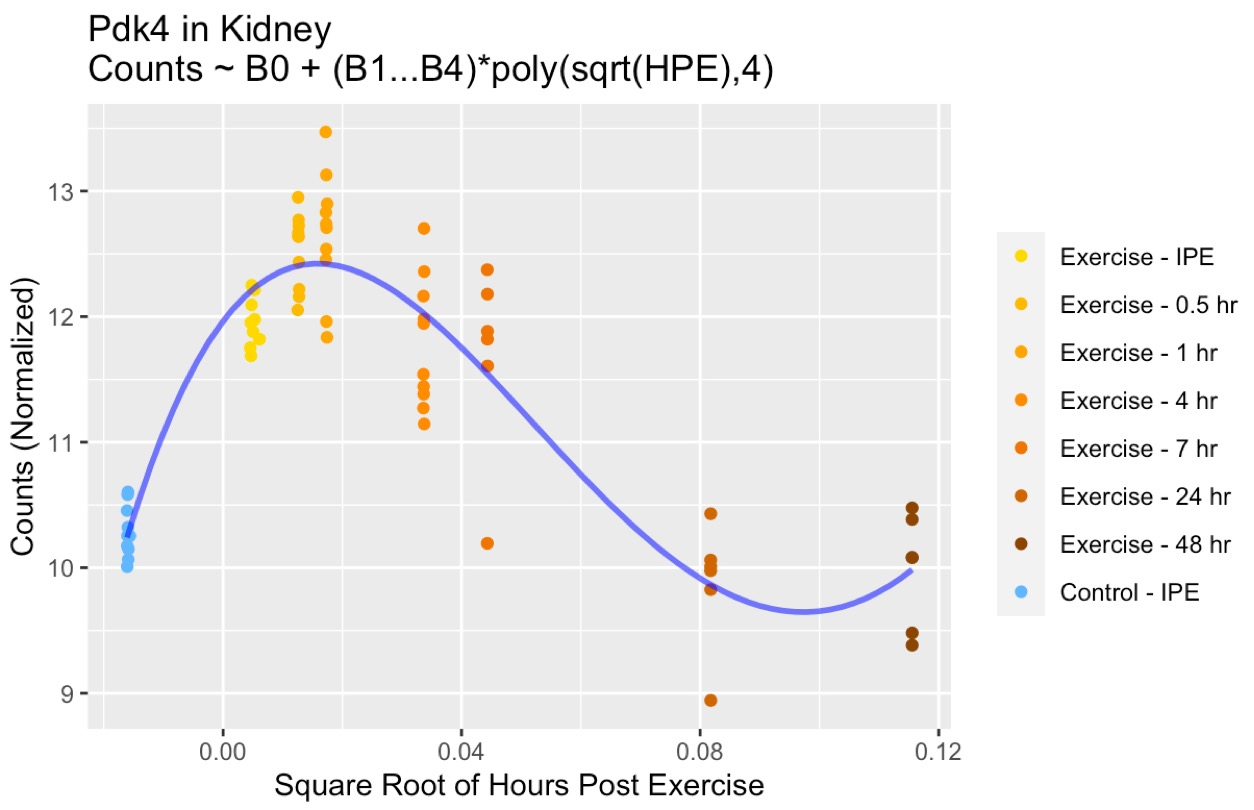 Pdk4 in Kidney
Counts ~ B0 + (B1...B4)*poly(sqrt(HPE),4)
Counts (Normalized)
13
12
11
10
9
0.00 0.04 0.08 0.12
Square Root of Hours Post Exercise
Exercise - IPE
Exercise - 0.5 hr
Exercise - 1 hr
Exercise - 4 hr
Exercise - 7 hr
Exercise - 24 hr
Exercise - 48 hr
Control - IPE